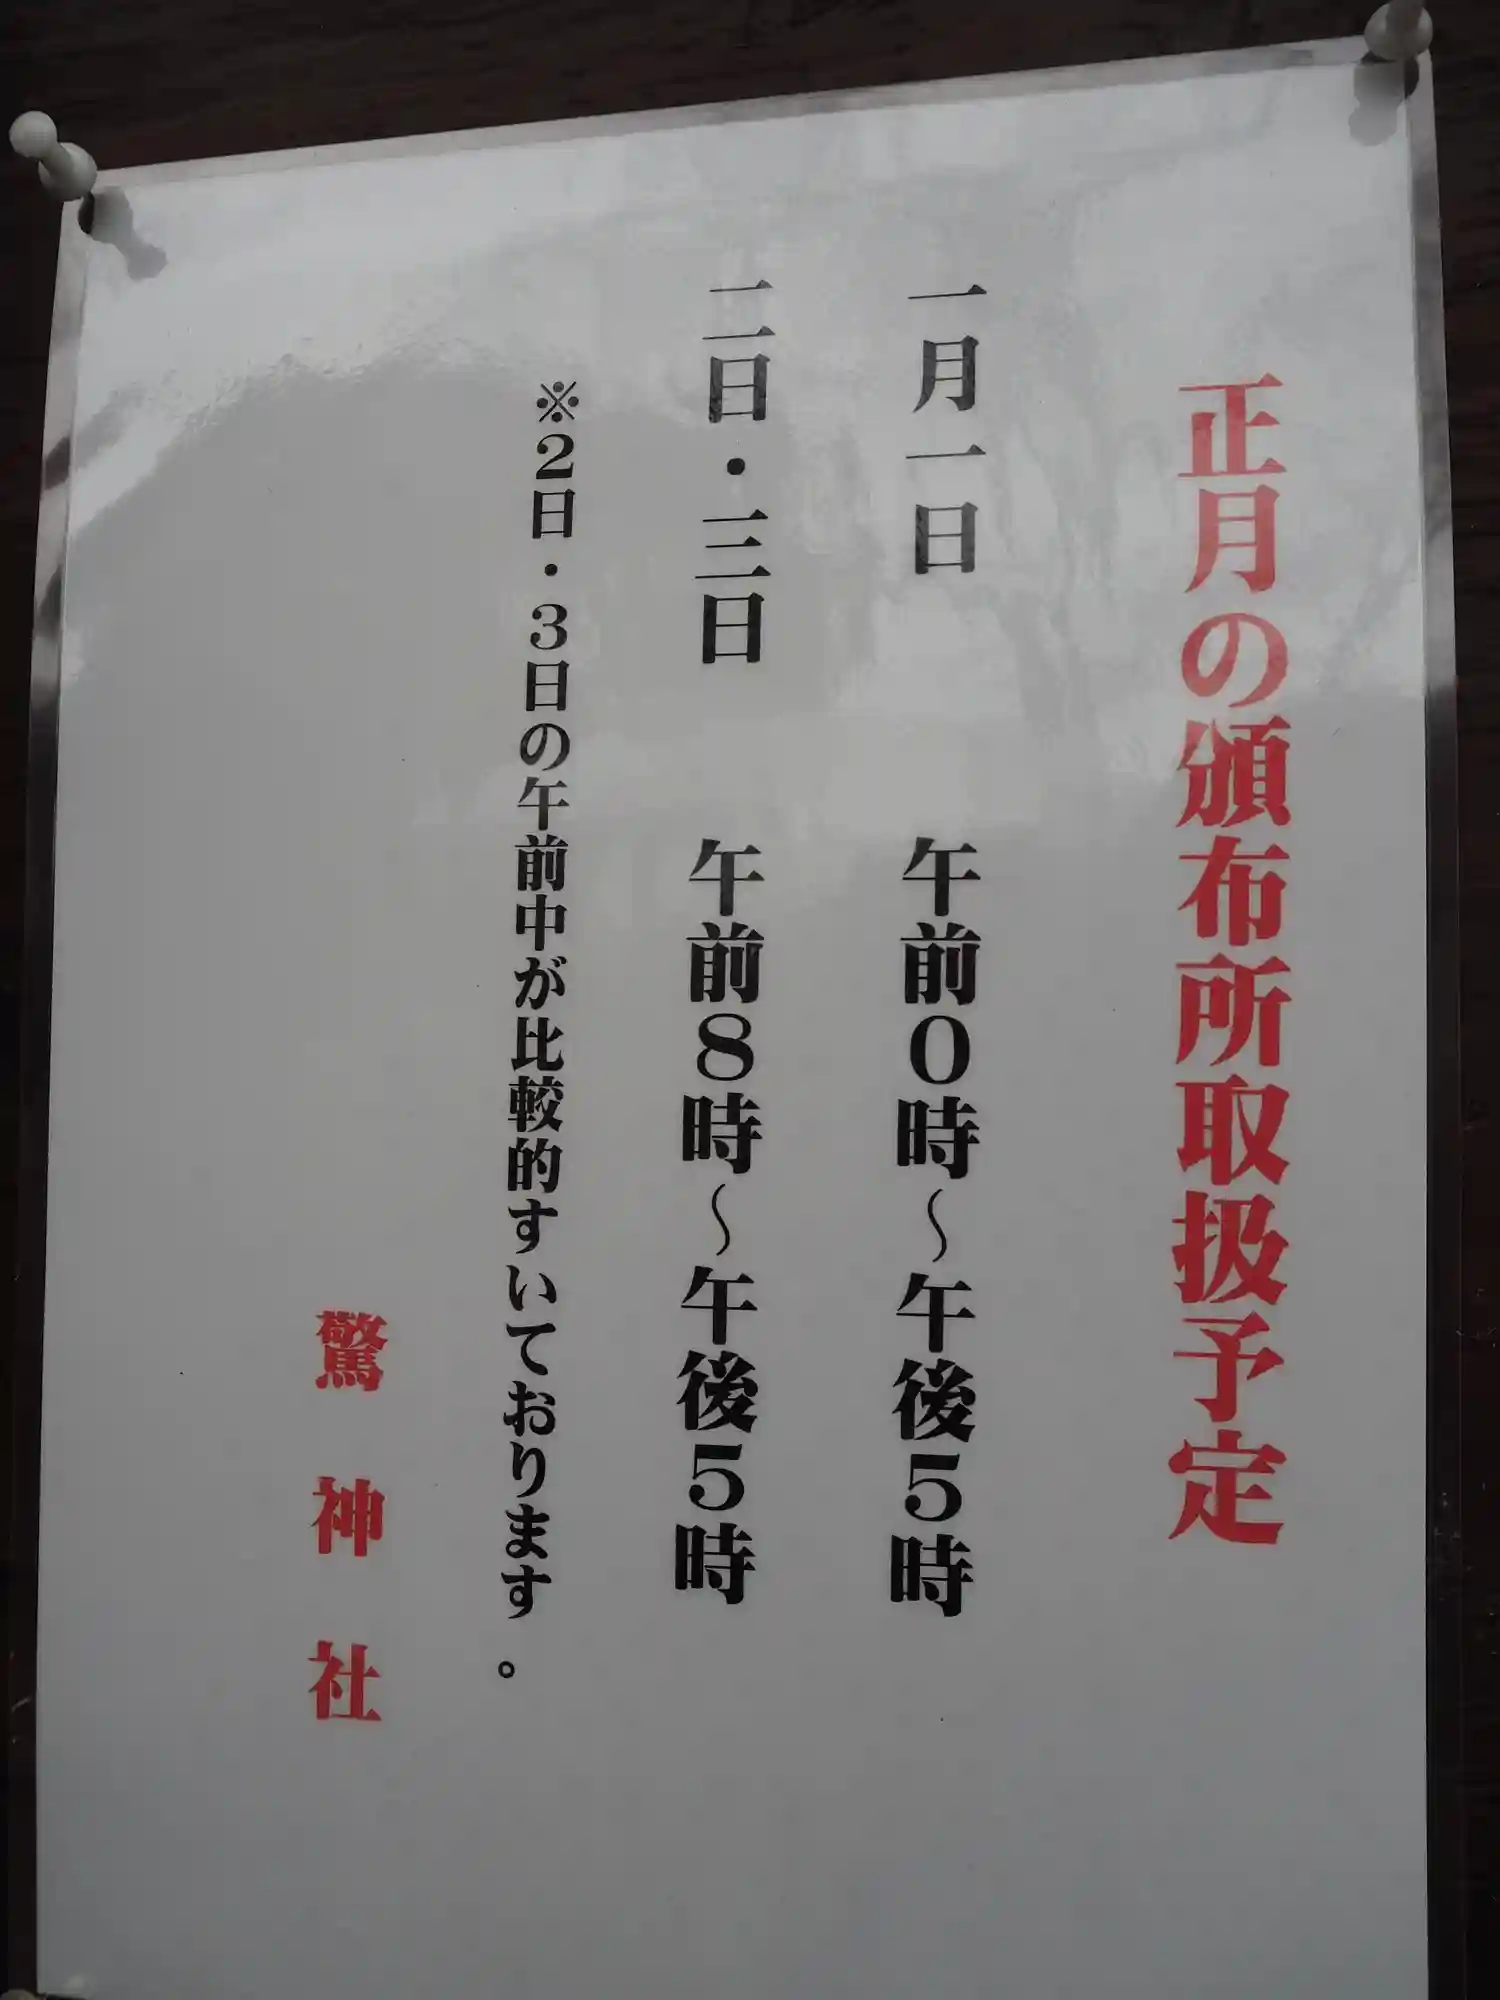 正月の頒布所取扱予定
一月一日　午前０時～午後５時
二日・三日　午前８時～午後５時
※２日・３日の午前中が比較的すいております。
驚神社